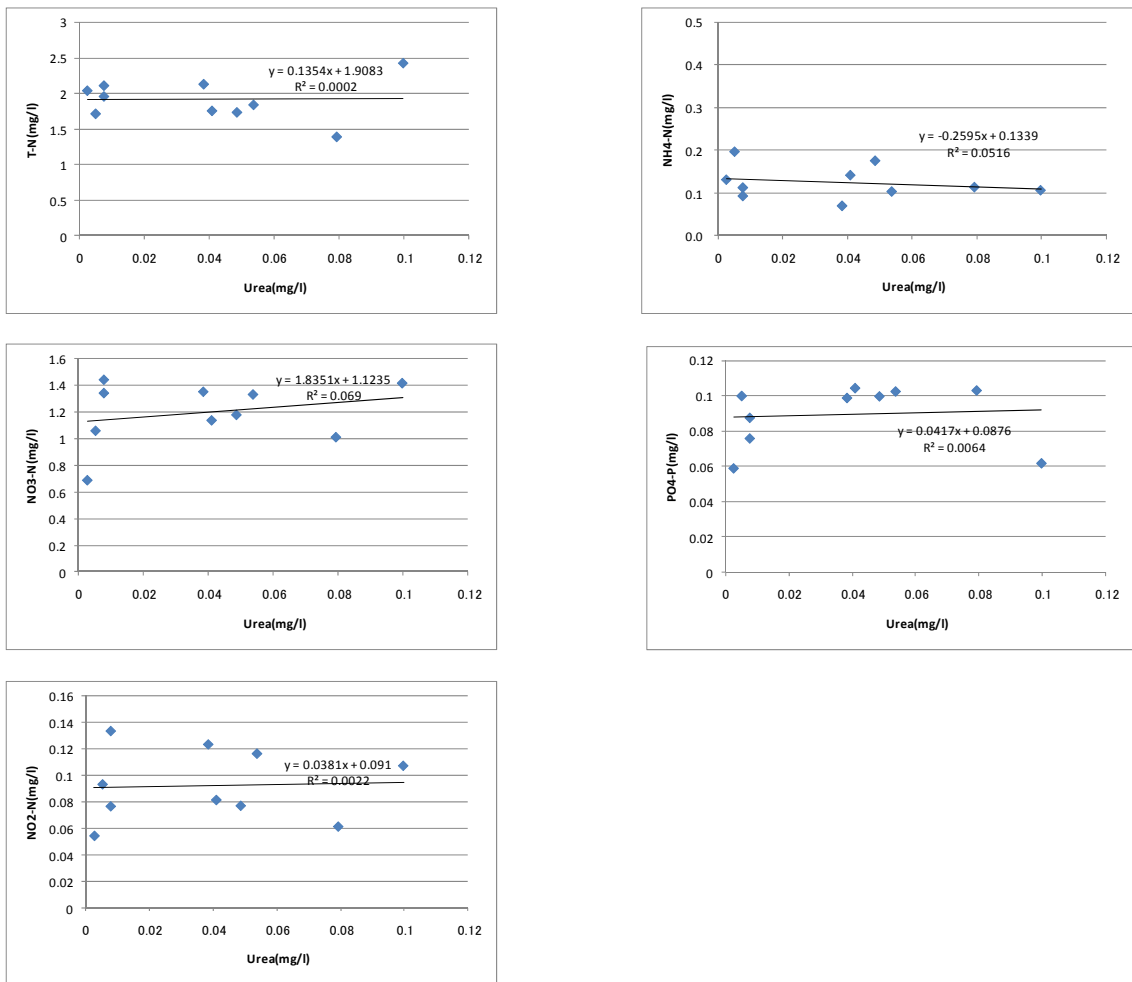 3
2.5
2
1.5
1
0.5
0
T-N(mg/l)
y = 0.1354x + 1.9083
R² = 0.0002
0 0.02 0.04 0.06 0.08 0.1 0.12
Urea(mg/l)
0.5
0.4
0.3
0.2
0.1
0.0
NH4-N(mg/l)
y = -0.2595x + 0.1339
R² = 0.0516
0 0.02 0.04 0.06 0.08 0.1 0.12
Urea(mg/l)
1.6
1.4
1.2
1
0.8
0.6
0.4
0.2
0
NO3-N(mg/l)
y = 1.8351x + 1.1235
R² = 0.069
0 0.02 0.04 0.06 0.08 0.1 0.12
Urea(mg/l)
0.12
0.1
0.08
0.06
0.04
0.02
0
PO4-P(mg/l)
y = 0.0417x + 0.0876
R² = 0.0064
0 0.02 0.04 0.06 0.08 0.1 0.12
Urea(mg/l)
0.16
0.14
0.12
0.1
0.08
0.06
0.04
0.02
0
NO2-N(mg/l)
y = 0.0381x + 0.091
R² = 0.0022
0 0.02 0.04 0.06 0.08 0.1 0.12
Urea(mg/l)